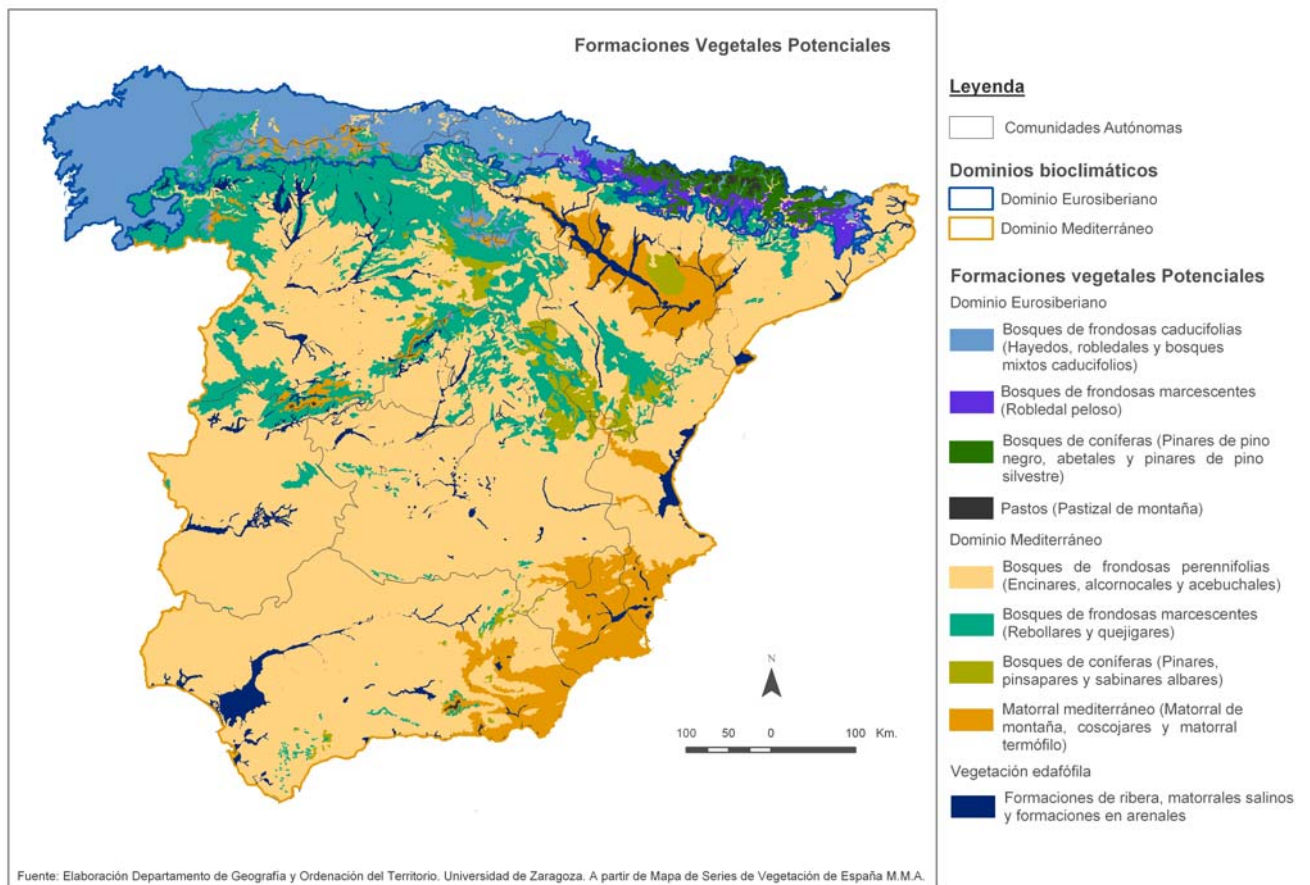 Formaciones Vegetales Potenciales
N
100 50 0 100 Km.
Fuente: Elaboración Departamento de Geografía y Ordenación del Territorio. Universidad de Zaragoza. A partir de Mapa de Series de Vegetación de España M.M.A.
Leyenda
Comunidades Autónomas
Dominios bioclimáticos
Dominio Eurosiberiano
Dominio Mediterráneo
Formaciones vegetales Potenciales
Dominio Eurosiberiano
Bosques de frondosas caducifolias
(Hayedos, robledales y bosques
mixtos caducifolios)
Bosques de frondosas marcescentes
(Robledal peloso)
Bosques de coníferas (Pinares de pino
negro, abetales y pinares de pino
silvestre)
Pastos (Pastizal de montaña)
Dominio Mediterráneo
Bosques de frondosas perennifolias
(Encinares, alcornocales y acebuchales)
Bosques de frondosas marcescentes
(Rebollares y quejigares)
Bosques de coníferas (Pinares,
pinsapares y sabinares albares)
Matorral mediterráneo (Matorral de
montaña, coscojares y matorral
termófilo)
Vegetación edafófila
Formaciones de ribera, matorrales salinos
y formaciones en arenales